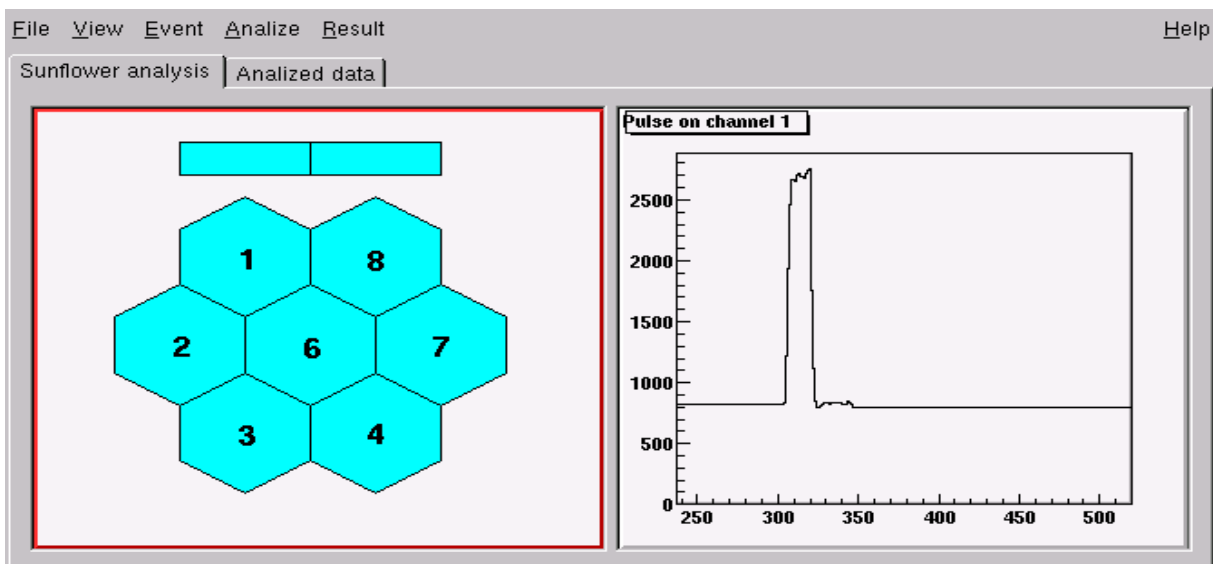 File View Event Analize Result Help
Sunflower analysis Analized data
Pulse on channel 1
1 8
2 6 7
3 4
2500
2000
1500
1000
500
0
250 300 350 400 450 500